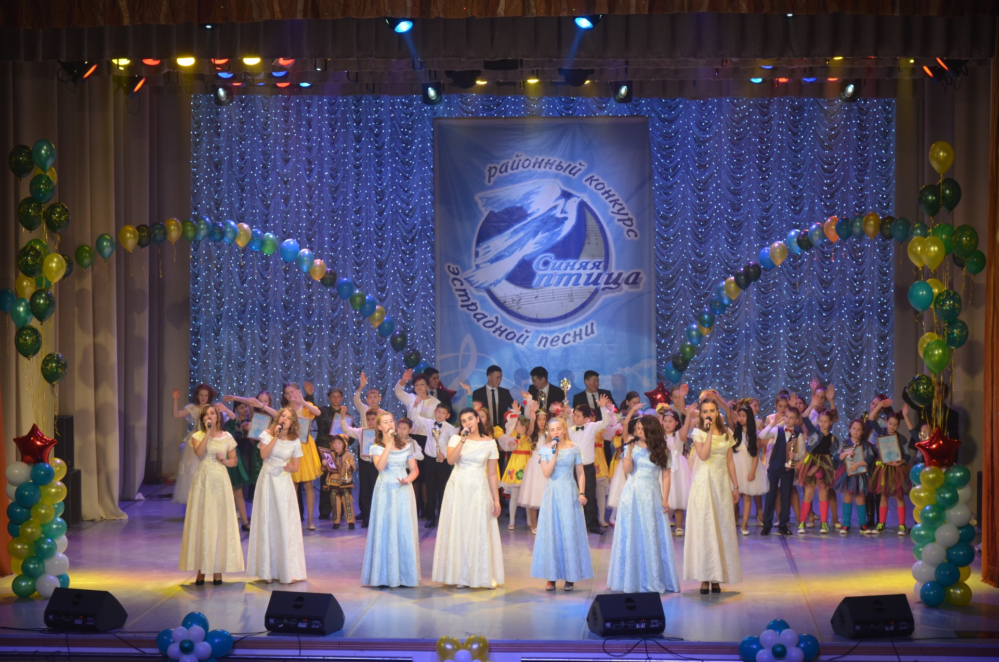 районный конкурс
эстрадной песни
Синяя
птица